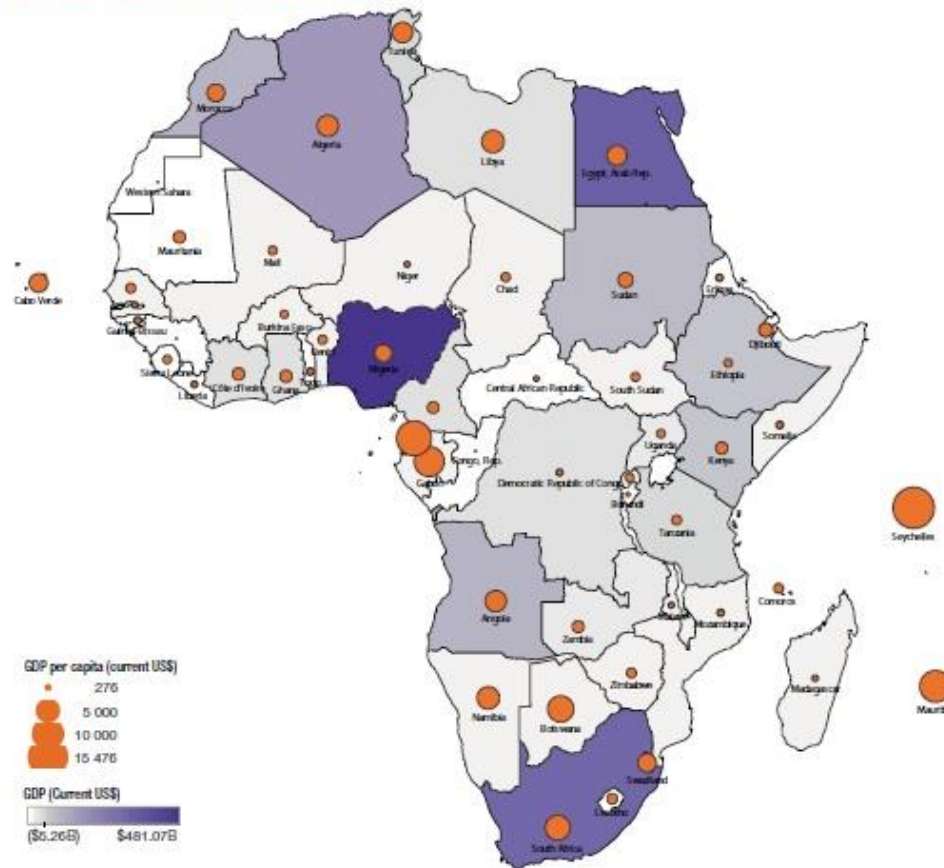 Tunisia
Morocco
Algeria
Libya
Egypt, Arab Rep.
Western Sahara
Mauritania
Mali
Niger
Chad
Sudan
Eritrea
Cabo Verde
Guinea-Bissau
Burkina Faso
Benin
Nigeria
Djibouti
Sierra Leone
Côte d'Ivoire
Ghana
Togo
Liberia
Central African Republic
South Sudan
Ethiopia
Somalia
Uganda
Kenya
Gabon
Congo, Rep.
Democratic Republic of Congo
Burundi
Tanzania
Seychelles
Comoros
Angola
Malawi
Mozambique
Zambia
Zimbabwe
Madagascar
Namibia
Botswana
Maurit
Swaziland
Lesotho
South Africa
GDP per capita (current US$)
276
5 000
10 000
15 476
GDP (Current US$)
($5.26B) $481.07B